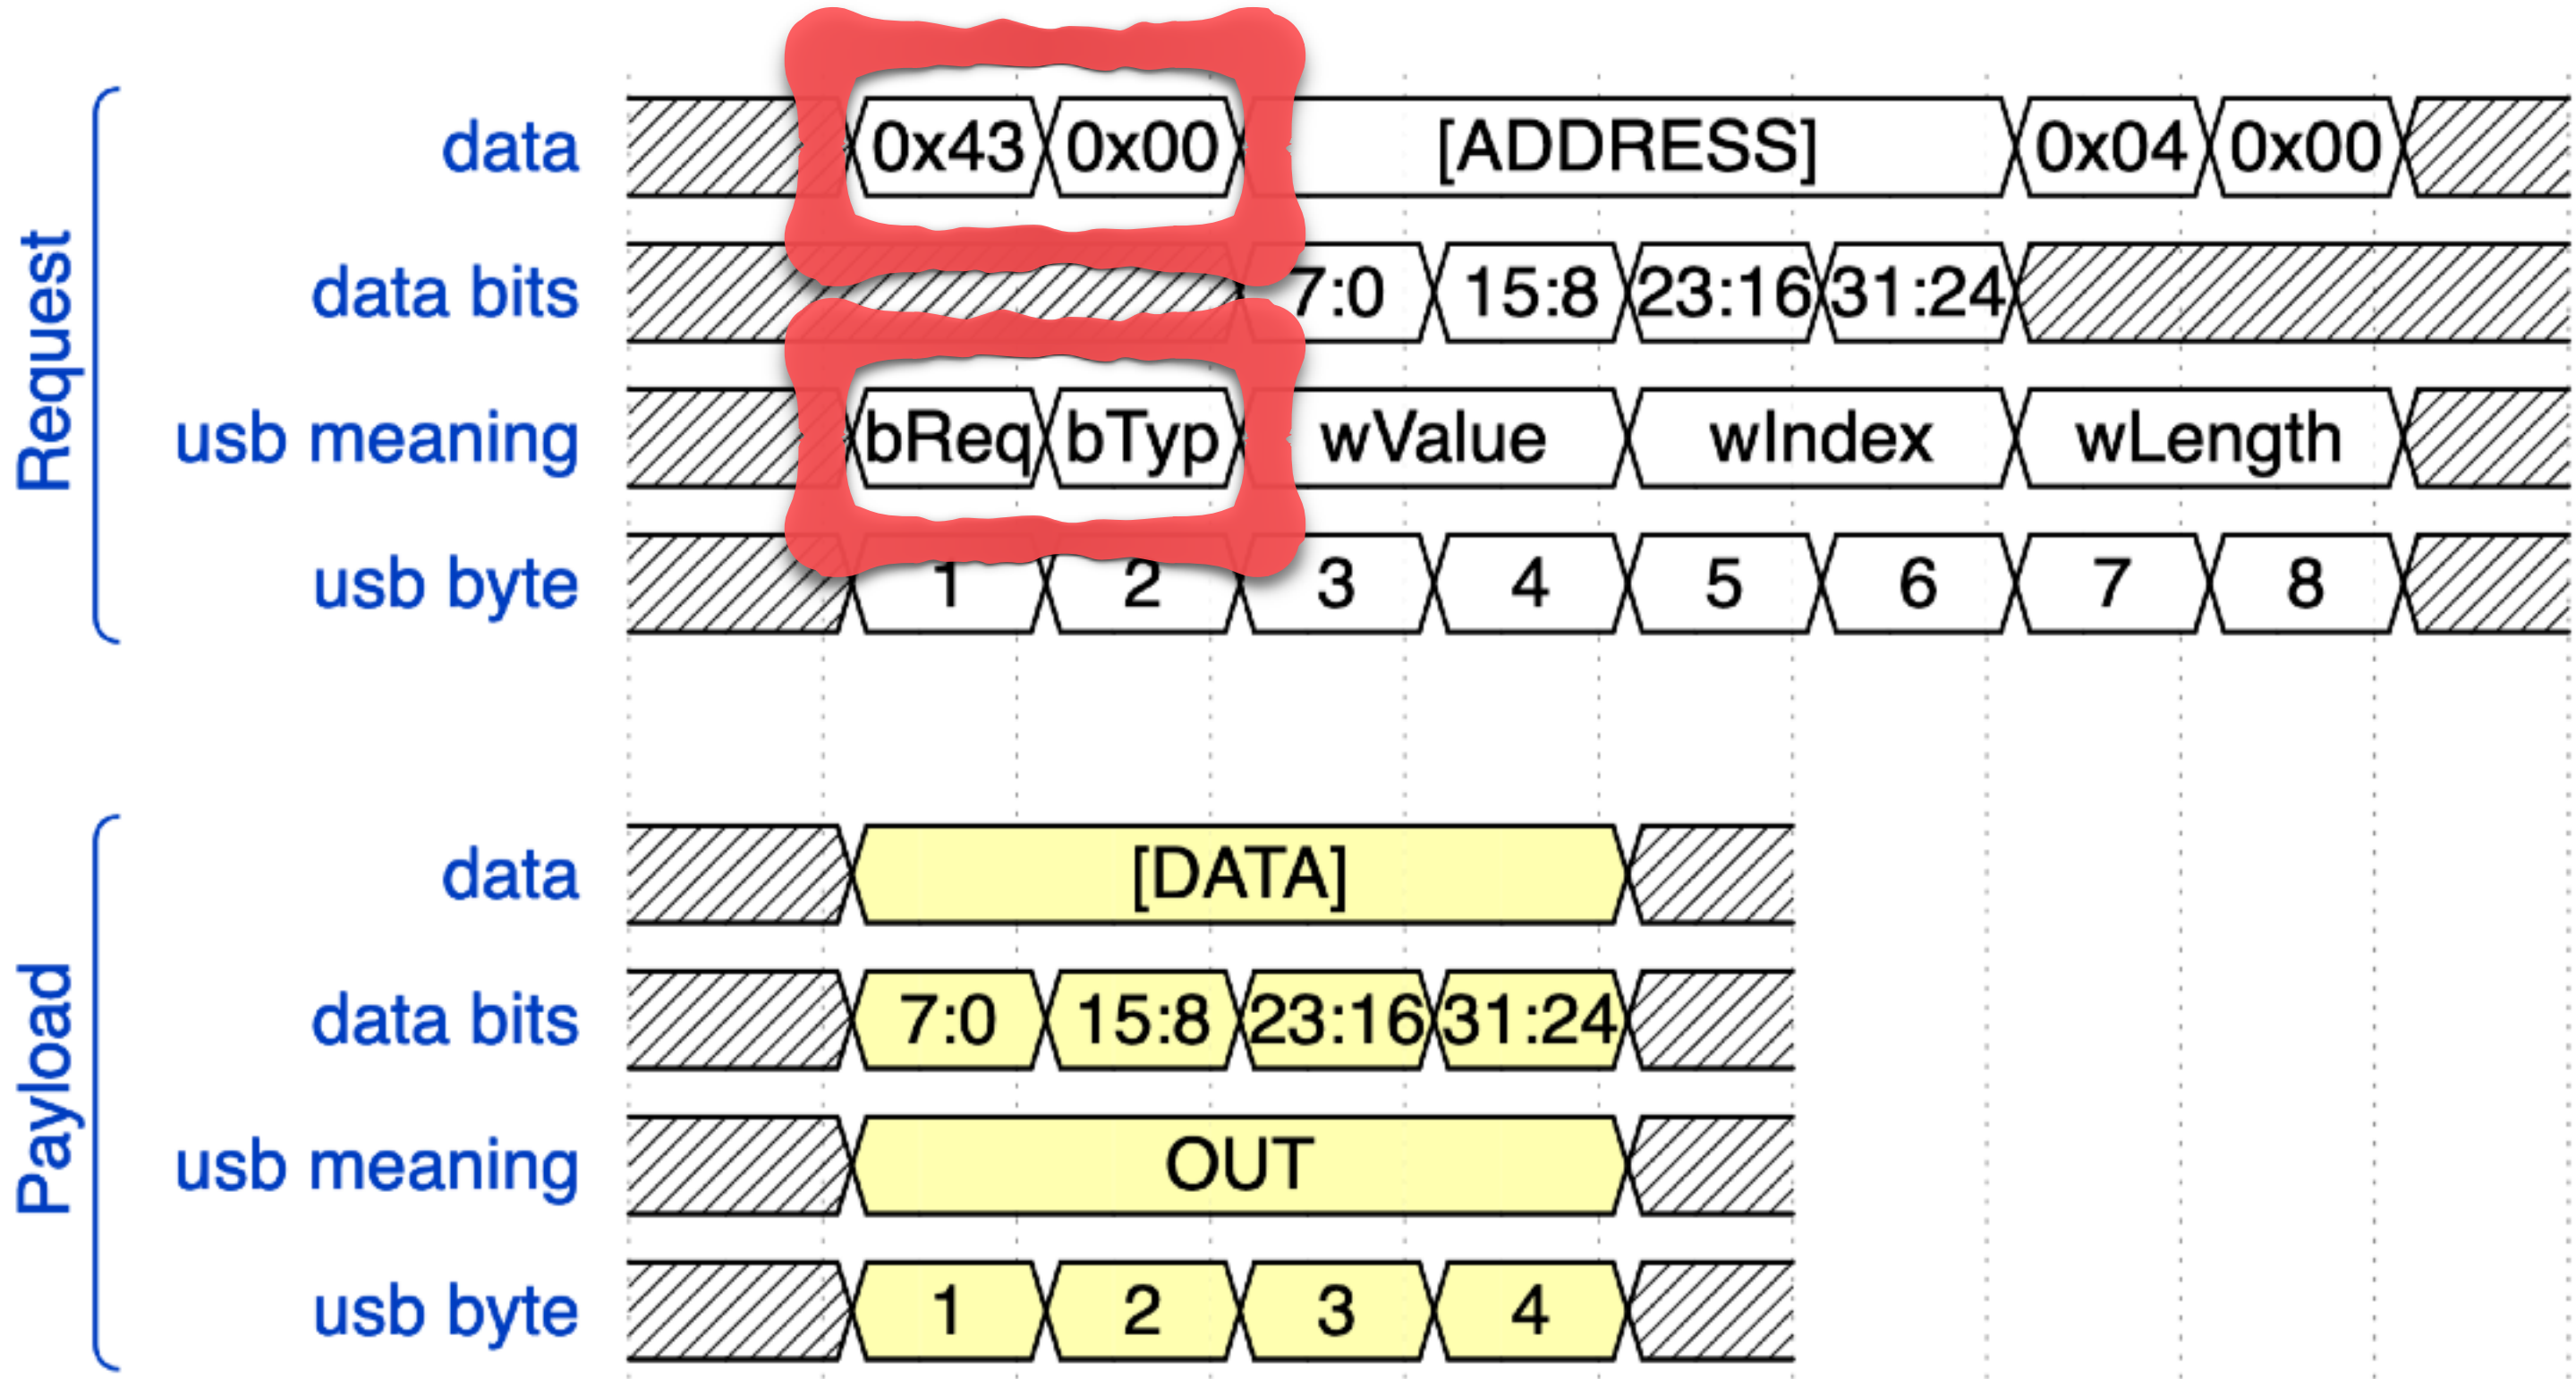 Request
data 0x43 0x00 [ADDRESS] 0x04 0x00
data bits 7:0 15:8 23:16 31:24
usb meaning bReq bTyp wValue wIndex wLength
usb byte 1 2 3 4 5 6 7 8
Payload
data [DATA]
data bits 7:0 15:8 23:16 31:24
usb meaning OUT
usb byte 1 2 3 4